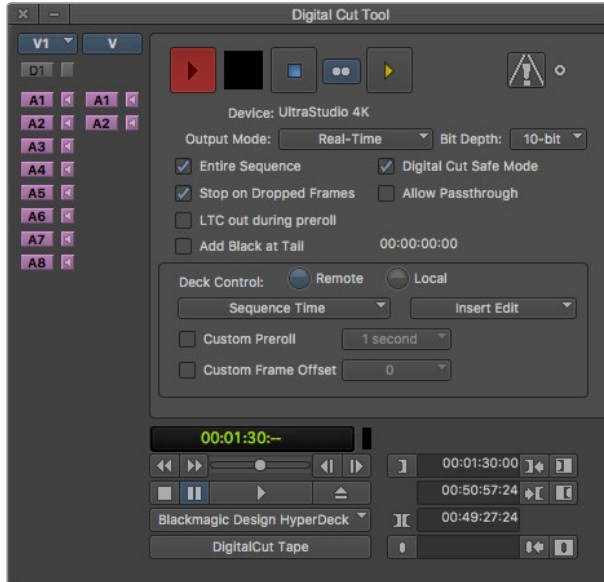 Digital Cut Tool
V1 V
D1
A1 A1
A2 A2
A3
A4
A5
A6
A7
A8
Device: UltraStudio 4K
Output Mode: Real-Time Bit Depth: 10-bit
Entire Sequence Digital Cut Safe Mode
Stop on Dropped Frames Allow Passthrough
LTC out during preroll
Add Black at Tail 00:00:00:00
Deck Control: Remote Local
Sequence Time Insert Edit
Custom Preroll 1 second
Custom Frame Offset 0
00:01:30:--
00:01:30:00
00:50:57:24
Blackmagic Design HyperDeck 00:49:27:24
DigitalCut Tape